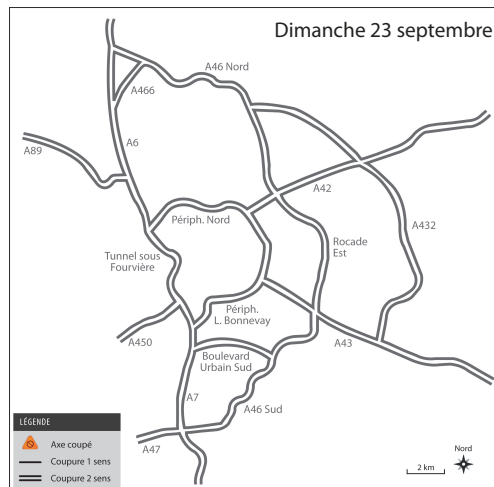 Dimanche 23 septembre
A46 Nord
A466
A6
A89
A42
Périph. Nord
A432
Rocade
Est
Tunnel sous
Fourvière
Périph.
L. Bonnevay
A450
A43
Boulevard
Urbain Sud
A7
A46 Sud
A47
LÉGENDE
Axe coupé
Coupure 1 sens
Coupure 2 sens
2 km
Nord